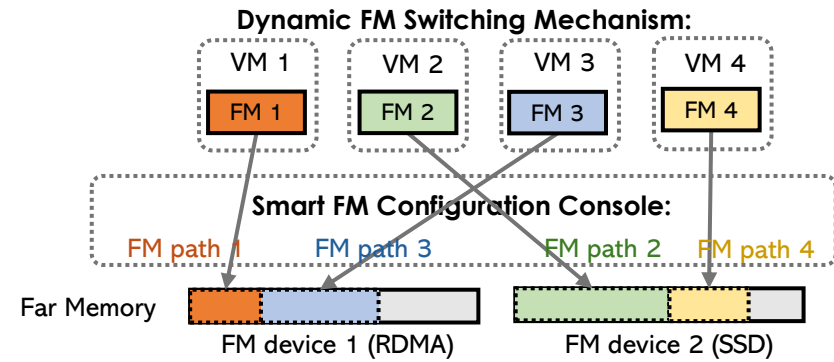 Dynamic FM Switching Mechanism:
VM 1 VM 2 VM 3 VM 4
FM 1 FM 2 FM 3 FM 4
Smart FM Configuration Console:
FM path 1 FM path 3 FM path 2 FM path 4
Far Memory
FM device 1 (RDMA) FM device 2 (SSD)